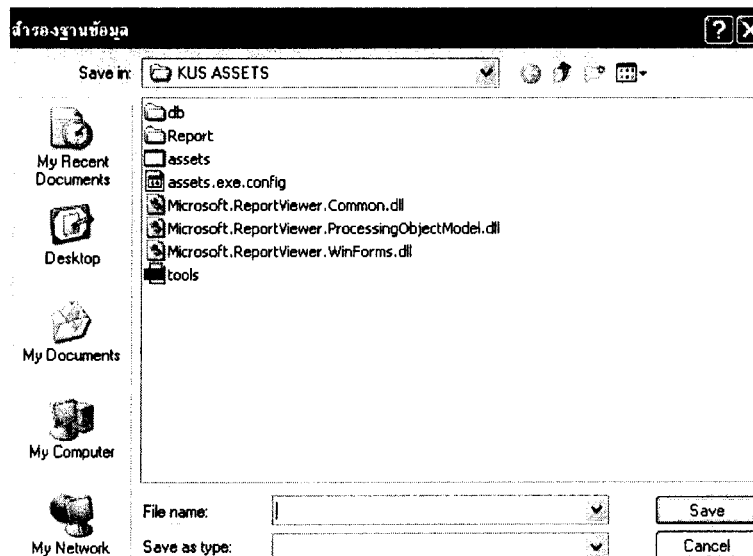 สำรองฐานข้อมูล
Save in: KUS ASSETS
My Recent Documents
Desktop
My Documents
My Computer
My Network
db
Report
assets
assets.exe.config
Microsoft.ReportViewer.Common.dll
Microsoft.ReportViewer.ProcessingObjectModel.dll
Microsoft.ReportViewer.WinForms.dll
tools
File name:
Save
Save as type:
Cancel